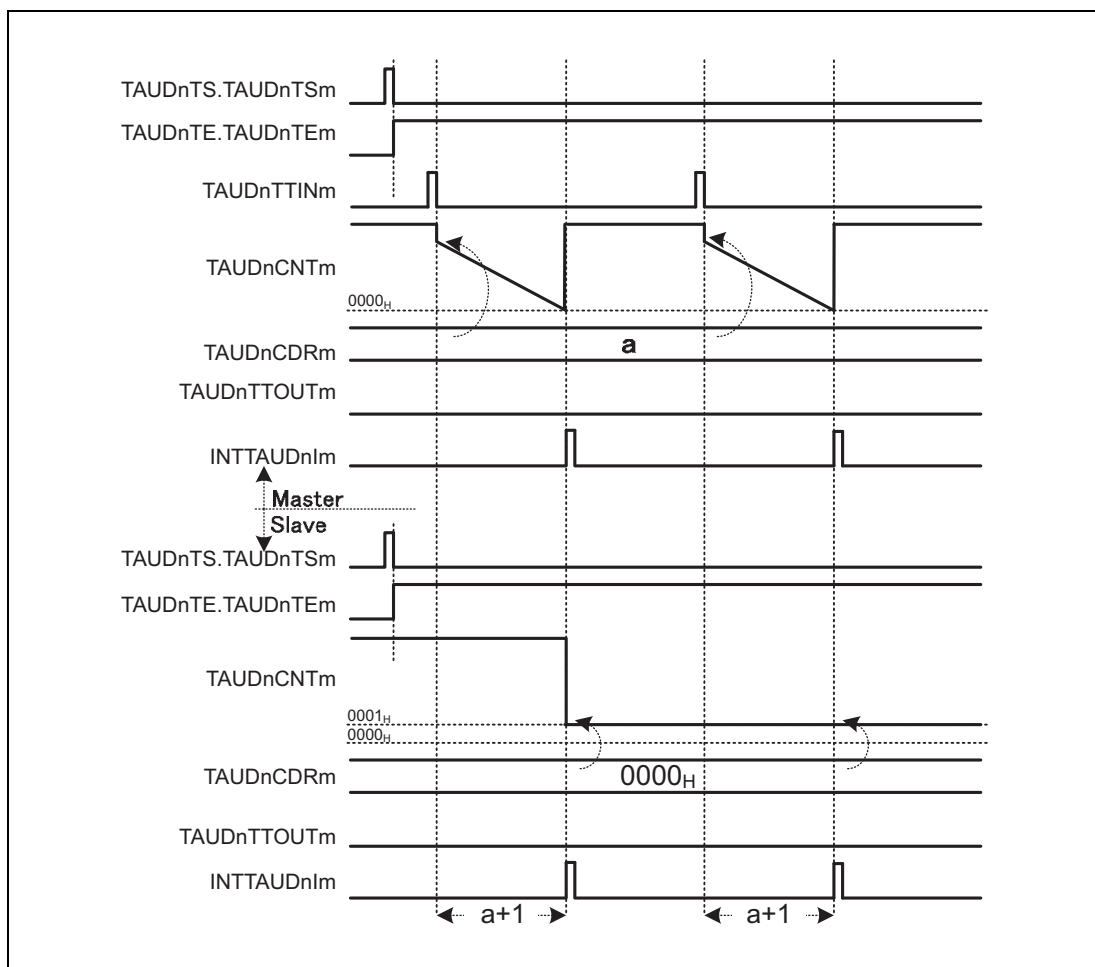 TAUDnTS.TAUDnTSm
TAUDnTE.TAUDnTEm
TAUDnTTINm
TAUDnCNTm
0000H
TAUDnCDRm
a
TAUDnTTOUTm
INTTAUDnIm
Master
Slave
TAUDnTS.TAUDnTSm
TAUDnTE.TAUDnTEm
TAUDnCNTm
0001H
0000H
TAUDnCDRm
0000H
TAUDnTTOUTm
INTTAUDnIm
a+1 a+1